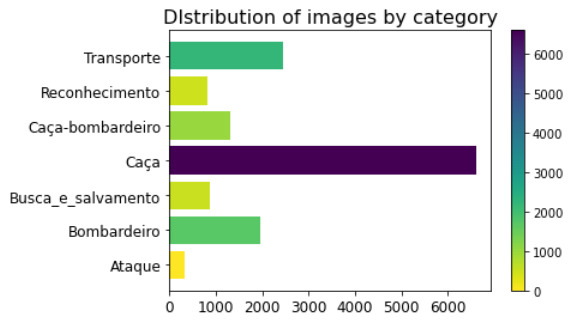 DIstribution of images by category
Transporte
Reconhecimento
Caça-bombardeiro
Caça
Busca_e_salvamento
Bombardeiro
Ataque
0 1000 2000 3000 4000 5000 6000
6000
5000
4000
3000
2000
1000
0